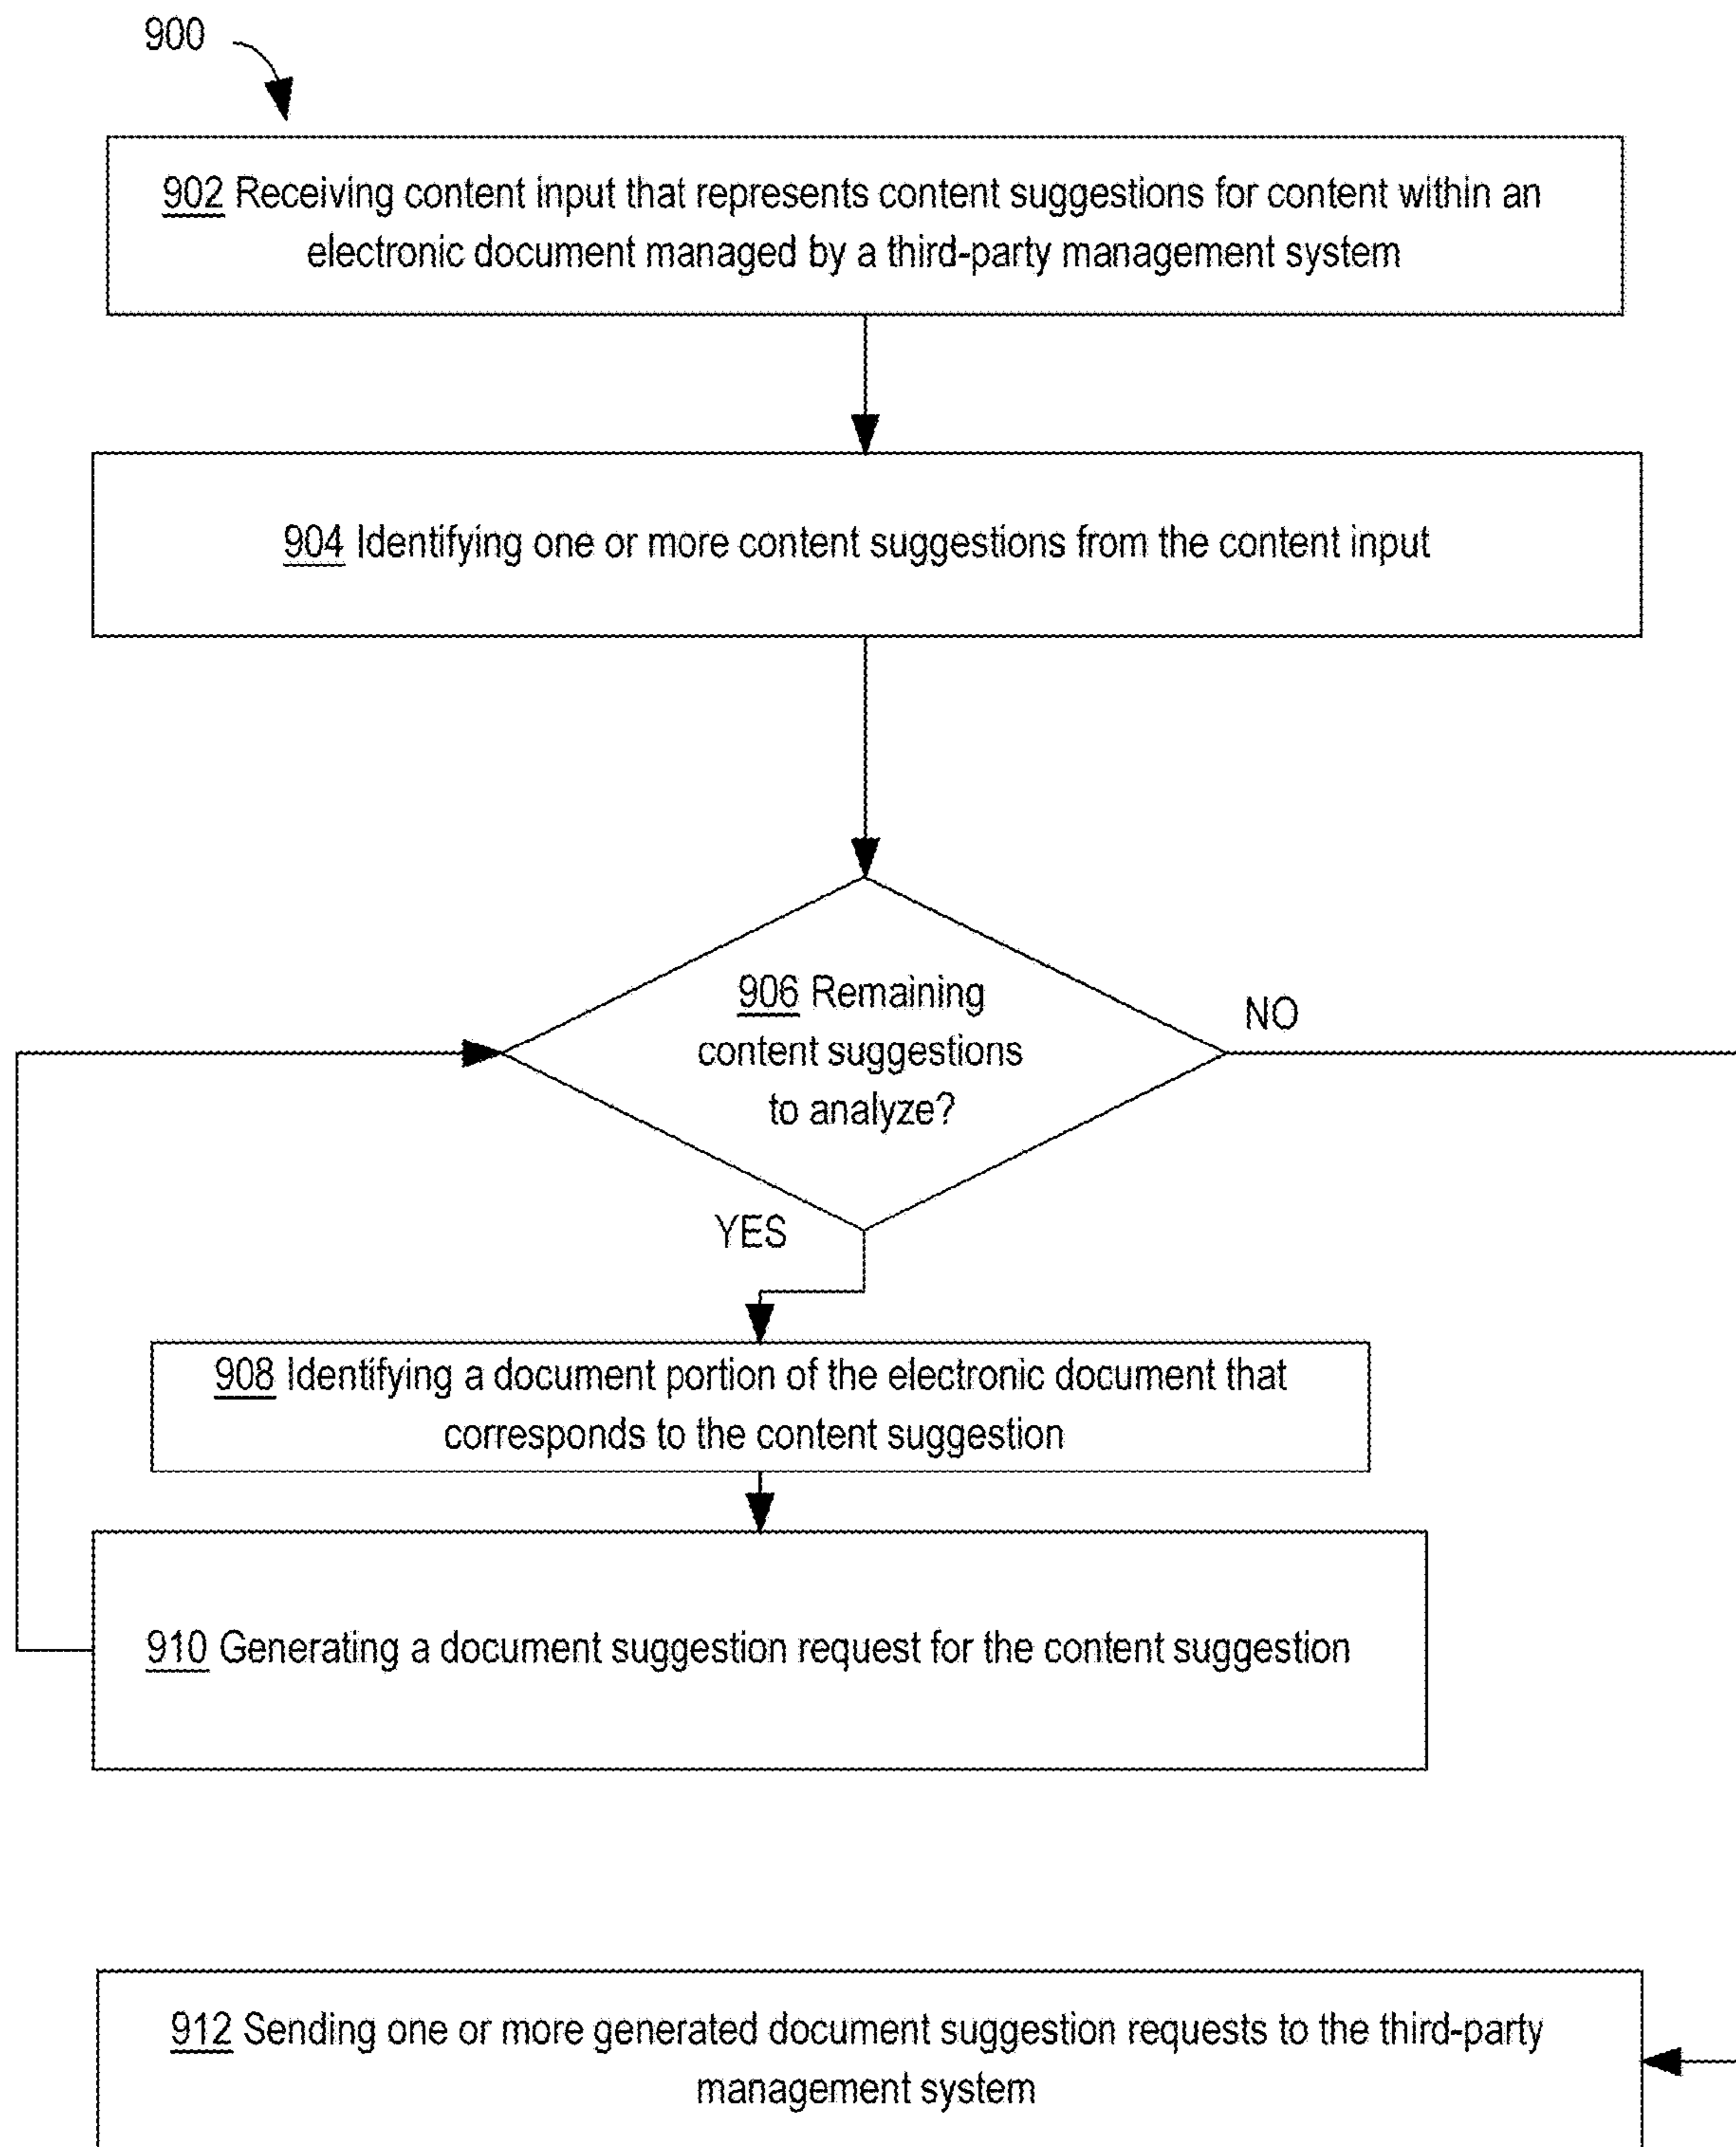 900
902 Receiving content input that represents content suggestions for content within an
electronic document managed by a third-party management system
904 Identifying one or more content suggestions from the content input
906 Remaining
content suggestions
to analyze?
NO
YES
908 Identifying a document portion of the electronic document that
corresponds to the content suggestion
910 Generating a document suggestion request for the content suggestion
912 Sending one or more generated document suggestion requests to the third-party
management system